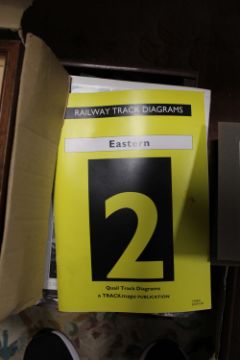 RAILWAY TRACK DIAGRAMS
Eastern
2
Quail Track Diagrams
a TRACKmaps PUBLICATION